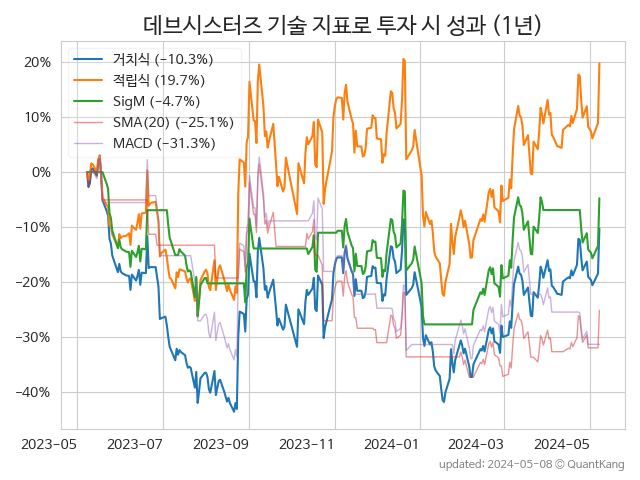 데브시스터즈 기술 지표로 투자 시 성과 (1년)
거치식 (−10.3%)
적립식 (19.7%)
SigM (−4.7%)
SMA(20) (−25.1%)
MACD (−31.3%)
20%
10%
0%
−10%
−20%
−30%
−40%
2023-05 2023-07 2023-09 2023-11 2024-01 2024-03 2024-05
updated: 2024-05-08 © QuantKang